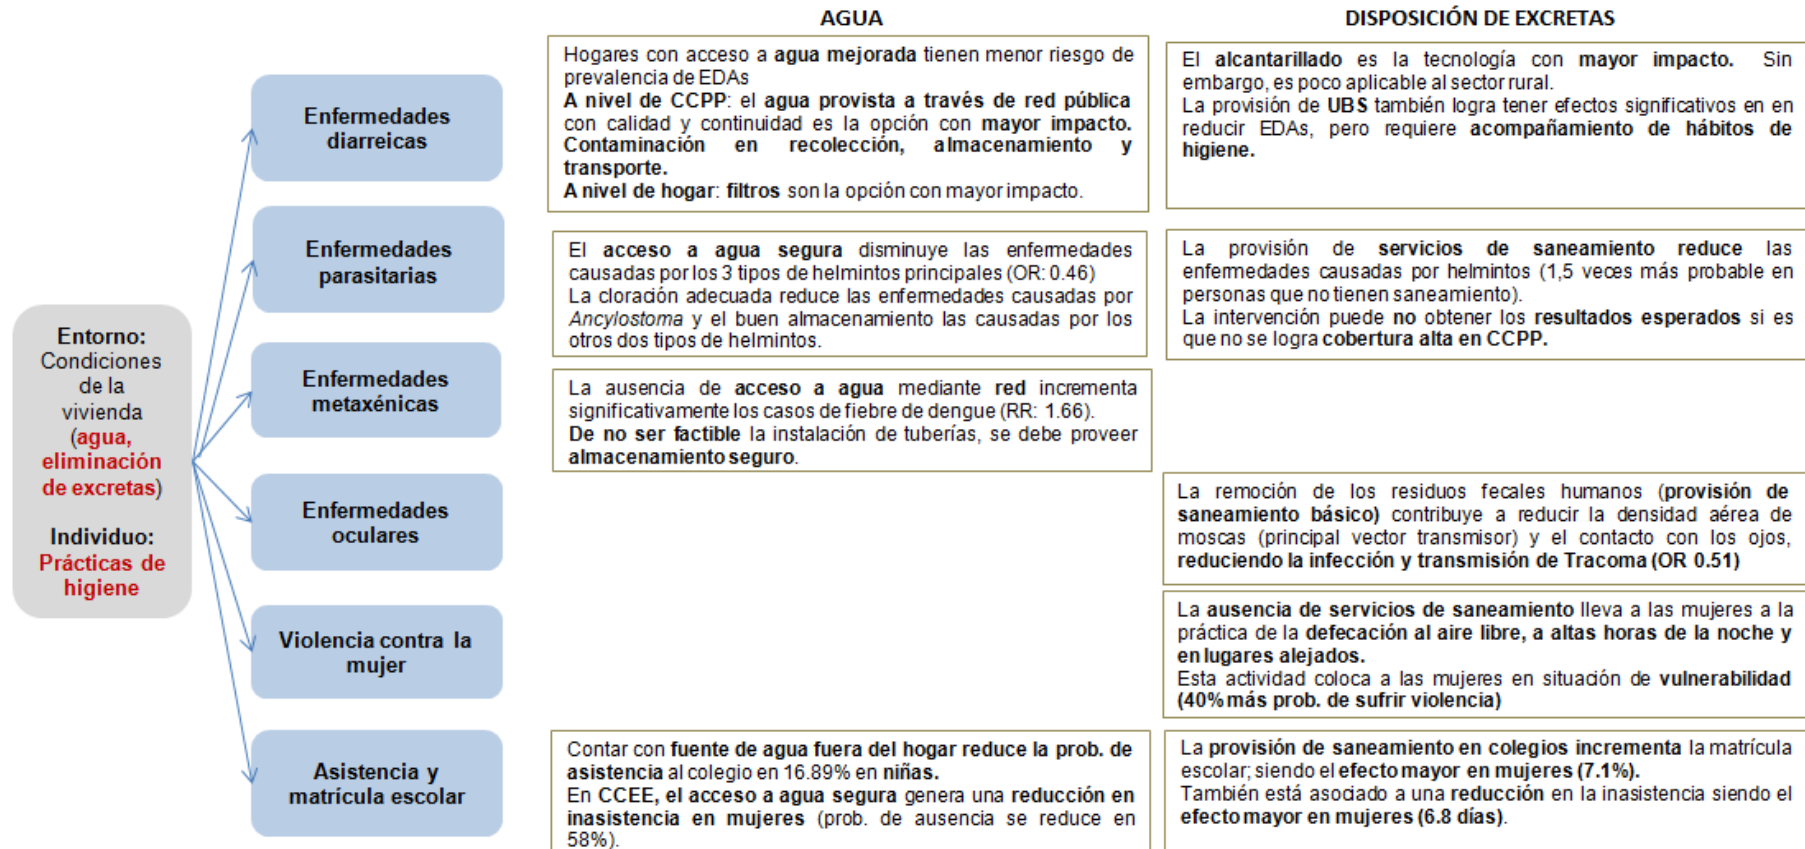 AGUA
DISPOSICIÓN DE EXCRETAS
Entorno:
Condiciones
de la
vivienda
(agua,
eliminación
de excretas)
Individuo:
Prácticas de
higiene
Enfermedades
diarreicas
Hogares con acceso a agua mejorada tienen menor riesgo de
prevalencia de EDAs
A nivel de CCPP: el agua provista a través de red pública
con calidad y continuidad es la opción con mayor impacto.
Contaminación en recolección, almacenamiento y
transporte.
A nivel de hogar: filtros son la opción con mayor impacto.
El alcantarillado es la tecnología con mayor impacto. Sin
embargo, es poco aplicable al sector rural.
La provisión de UBS también logra tener efectos significativos en en
reducir EDAs, pero requiere acompañamiento de hábitos de
higiene.
Enfermedades
parasitarias
El acceso a agua segura disminuye las enfermedades
causadas por los 3 tipos de helmintos principales (OR: 0.46)
La cloración adecuada reduce las enfermedades causadas por
Ancylostoma y el buen almacenamiento las causadas por los
otros dos tipos de helmintos.
La provisión de servicios de saneamiento reduce las
enfermedades causadas por helmintos (1,5 veces más probable en
personas que no tienen saneamiento).
La intervención puede no obtener los resultados esperados si es
que no se logra cobertura alta en CCPP.
Enfermedades
metaxénicas
La ausencia de acceso a agua mediante red incrementa
significativamente los casos de fiebre de dengue (RR: 1.66).
De no ser factible la instalación de tuberías, se debe proveer
almacenamiento seguro.
Enfermedades
oculares
La remoción de los residuos fecales humanos (provisión de
saneamiento básico) contribuye a reducir la densidad aérea de
moscas (principal vector transmisor) y el contacto con los ojos,
reduciendo la infección y transmisión de Tracoma (OR 0.51)
Violencia contra la
mujer
La ausencia de servicios de saneamiento lleva a las mujeres a la
práctica de la defecación al aire libre, a altas horas de la noche y
en lugares alejados.
Esta actividad coloca a las mujeres en situación de vulnerabilidad
(40% más prob. de sufrir violencia)
Asistencia y
matrícula escolar
Contar con fuente de agua fuera del hogar reduce la prob. de
asistencia al colegio en 16.89% en niñas.
En CCEE, el acceso a agua segura genera una reducción en
inasistencia en mujeres (prob. de ausencia se reduce en
58%).
La provisión de saneamiento en colegios incrementa la matrícula
escolar; siendo el efecto mayor en mujeres (7.1%).
También está asociado a una reducción en la inasistencia siendo el
efecto mayor en mujeres (6.8 días).